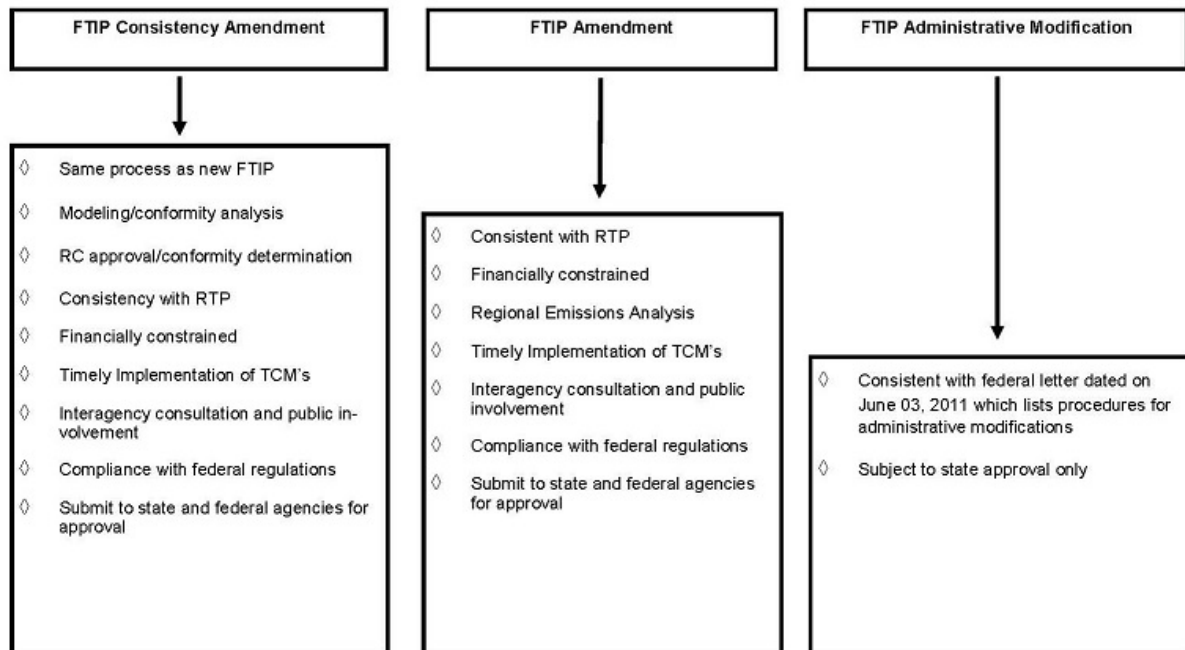 FTIP Consistency Amendment
FTIP Amendment
FTIP Administrative Modification
◊ Same process as new FTIP
◊ Modeling/conformity analysis
◊ RC approval/conformity determination
◊ Consistency with RTP
◊ Financially constrained
◊ Timely Implementation of TCM's
◊ Interagency consultation and public in-
volvement
◊ Compliance with federal regulations
◊ Submit to state and federal agencies for
approval
◊ Consistent with RTP
◊ Financially constrained
◊ Regional Emissions Analysis
◊ Timely Implementation of TCM's
◊ Interagency consultation and public
involvement
◊ Compliance with federal regulations
◊ Submit to state and federal agencies
for approval
◊ Consistent with federal letter dated on
June 03, 2011 which lists procedures for
administrative modifications
◊ Subject to state approval only